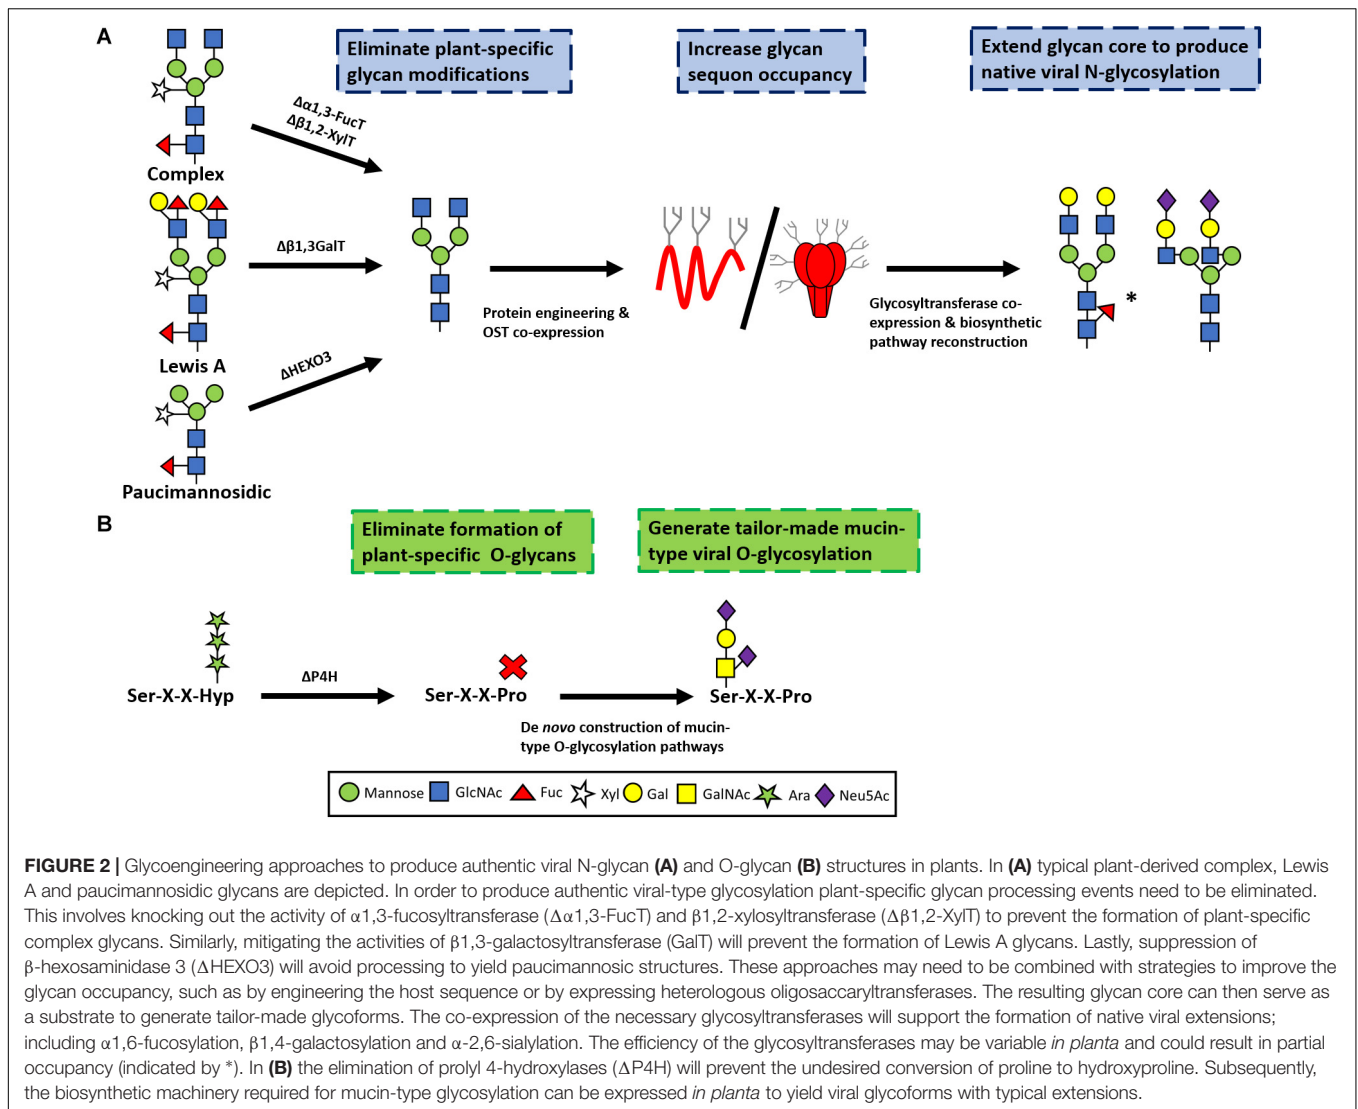 A
Eliminate plant-specific
glycan modifications
Increase glycan
sequon occupancy
Extend glycan core to produce
native viral N-glycosylation
Δα1,3-FucT
Δβ1,2-XylT
Complex
Δβ1,3GalT
Lewis A
ΔHEXO3
Paucimannosidic
Protein engineering &
OST co-expression
Glycosyltransferase co-
expression & biosynthetic
pathway reconstruction
*
B
Eliminate formation of
plant-specific O-glycans
Generate tailor-made mucin-
type viral O-glycosylation
Ser-X-X-Hyp
ΔP4H
Ser-X-X-Pro
De novo construction of mucin-
type O-glycosylation pathways
Ser-X-X-Pro
Mannose GlcNAc Fuc Xyl Gal GalNAc Ara Neu5Ac
FIGURE 2 | Glycoengineering approaches to produce authentic viral N-glycan (A) and O-glycan (B) structures in plants. In (A) typical plant-derived complex, Lewis
A and paucimannosidic glycans are depicted. In order to produce authentic viral-type glycosylation plant-specific glycan processing events need to be eliminated.
This involves knocking out the activity of α1,3-fucosyltransferase (Δα1,3-FucT) and β1,2-xylosyltransferase (Δβ1,2-XylT) to prevent the formation of plant-specific
complex glycans. Similarly, mitigating the activities of β1,3-galactosyltransferase (GalT) will prevent the formation of Lewis A glycans. Lastly, suppression of
β-hexosaminidase 3 (ΔHEXO3) will avoid processing to yield paucimannosic structures. These approaches may need to be combined with strategies to improve the
glycan occupancy, such as by engineering the host sequence or by expressing heterologous oligosaccaryltransferases. The resulting glycan core can then serve as
a substrate to generate tailor-made glycoforms. The co-expression of the necessary glycosyltransferases will support the formation of native viral extensions;
including α1,6-fucosylation, β1,4-galactosylation and α-2,6-sialylation. The efficiency of the glycosyltransferases may be variable in planta and could result in partial
occupancy (indicated by *). In (B) the elimination of prolyl 4-hydroxylases (ΔP4H) will prevent the undesired conversion of proline to hydroxyproline. Subsequently,
the biosynthetic machinery required for mucin-type glycosylation can be expressed in planta to yield viral glycoforms with typical extensions.